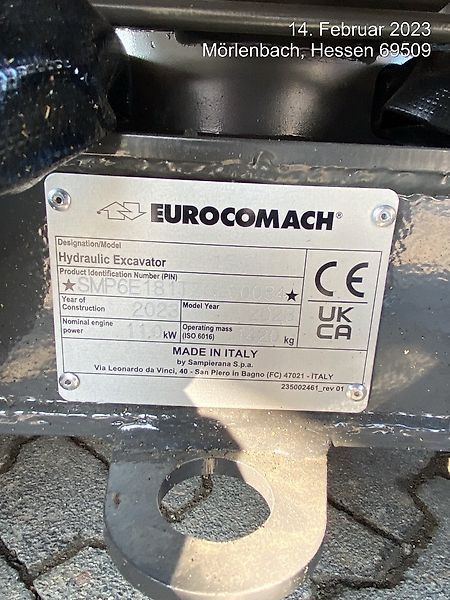 14. Februar 2023
Mörlenbach, Hessen 69509
EUROCOMACH®
Designation/Model
Hydraulic Excavator
Product Identification Number (PIN)
Year of Construction 2023
Model Year
Nominal engine power kW
Operating mass (ISO 6016) kg
CE
UK
CA
MADE IN ITALY
by Sampierana S.p.a.
Via Leonardo da Vinci, 40 - San Piero in Bagno (FC) 47021 - ITALY
235002461_rev 01